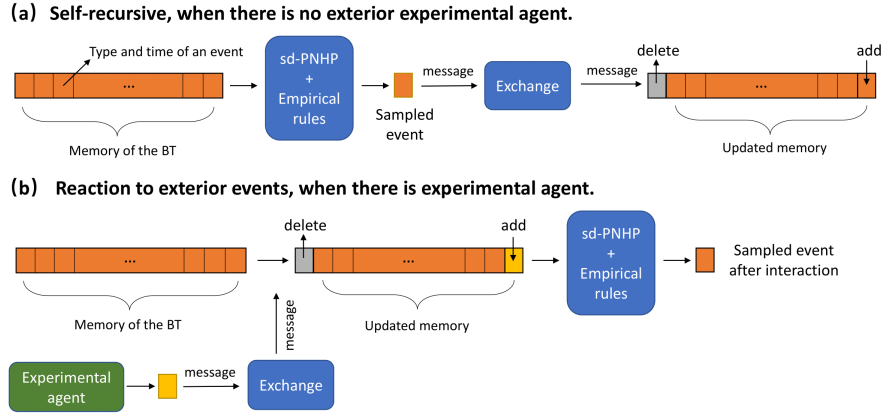 (a) Self-recursive, when there is no exterior experimental agent.
Type and time of an event
...
Memory of the BT
sd-PNHP
+
Empirical
rules
Sampled
event
message
Exchange
message
delete
add
...
Updated memory
(b) Reaction to exterior events, when there is experimental agent.
...
Memory of the BT
delete
add
...
Updated memory
sd-PNHP
+
Empirical
rules
Sampled event
after interaction
message
Experimental
agent
message
Exchange